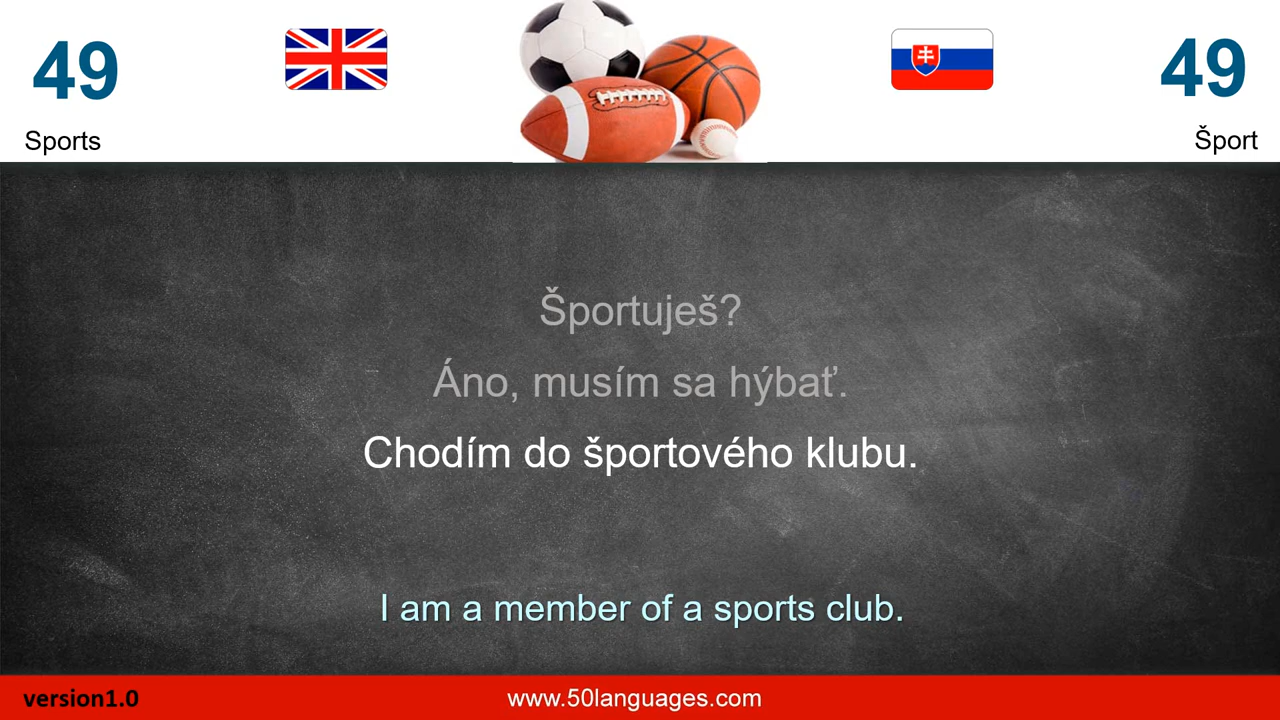 49
49
Sports
Šport
Športuješ?
Áno, musím sa hýbať.
Chodím do športového klubu.
I am a member of a sports club.
version1.0
www.50languages.com